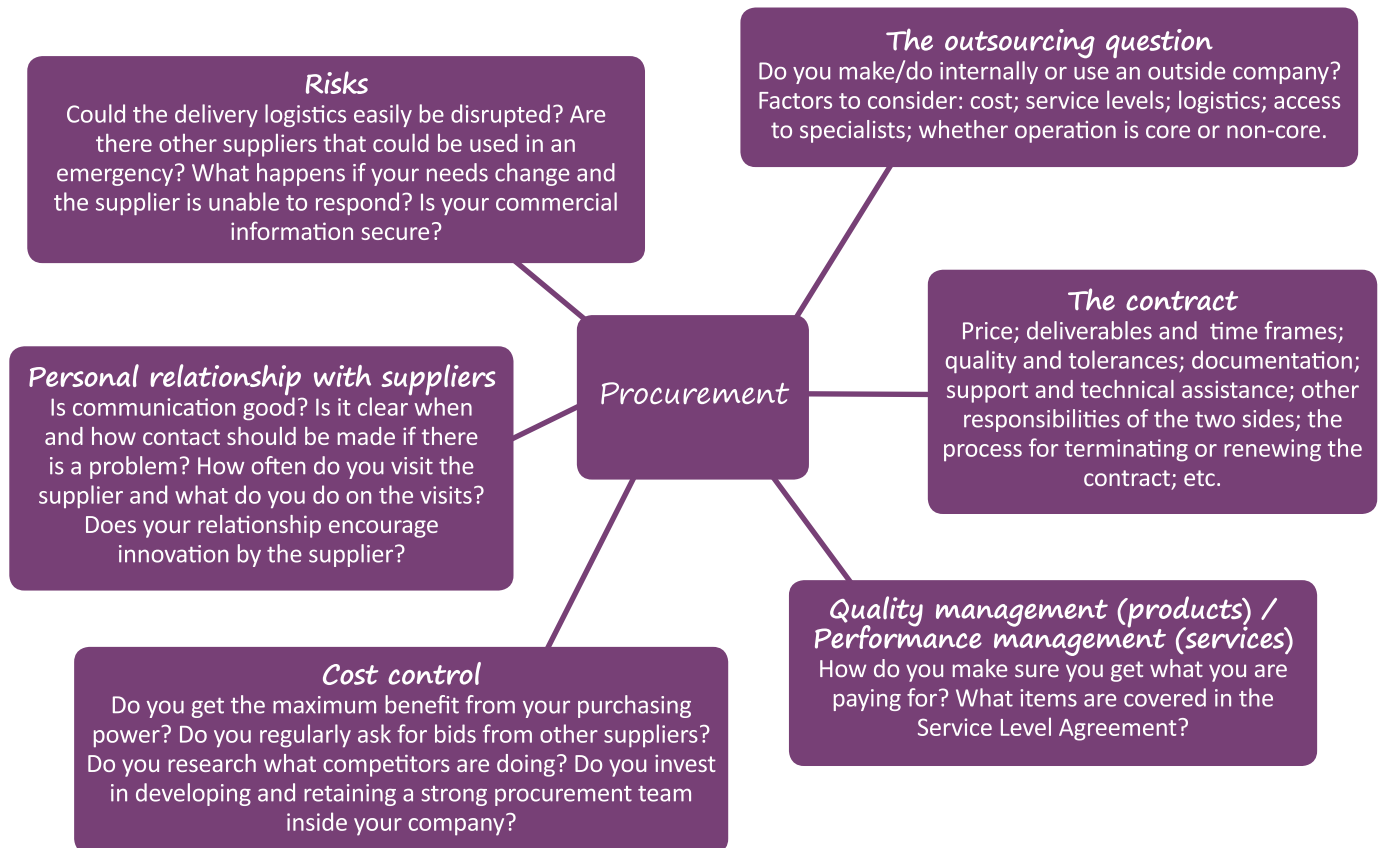 The outsourcing question
Do you make/do internally or use an outside company?
Factors to consider: cost; service levels; logistics; access
to specialists; whether operation is core or non-core.
Risks
Could the delivery logistics easily be disrupted? Are
there other suppliers that could be used in an
emergency? What happens if your needs change and
the supplier is unable to respond? Is your commercial
information secure?
The contract
Price; deliverables and time frames;
quality and tolerances; documentation;
support and technical assistance; other
responsibilities of the two sides; the
process for terminating or renewing the
contract; etc.
Procurement
Personal relationship with suppliers
Is communication good? Is it clear when
and how contact should be made if there
is a problem? How often do you visit the
supplier and what do you do on the visits?
Does your relationship encourage
innovation by the supplier?
Quality management (products) /
Performance management (services)
How do you make sure you get what you are
paying for? What items are covered in the
Service Level Agreement?
Cost control
Do you get the maximum benefit from your purchasing
power? Do you regularly ask for bids from other suppliers?
Do you research what competitors are doing? Do you invest
in developing and retaining a strong procurement team
inside your company?